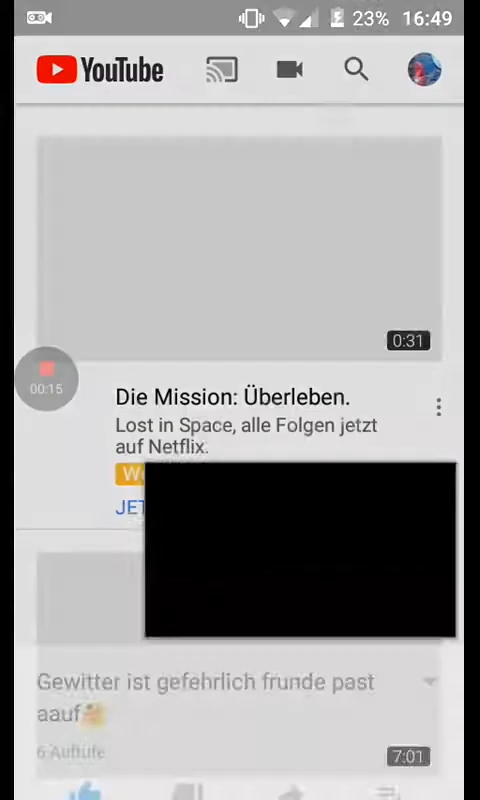 23% 16:49
YouTube
0:31
00:15
Die Mission: Überleben.
Lost in Space, alle Folgen jetzt
auf Netflix.
Gewitter ist gefehrlich frunde past
aauf
6 Aufrufe
7:01